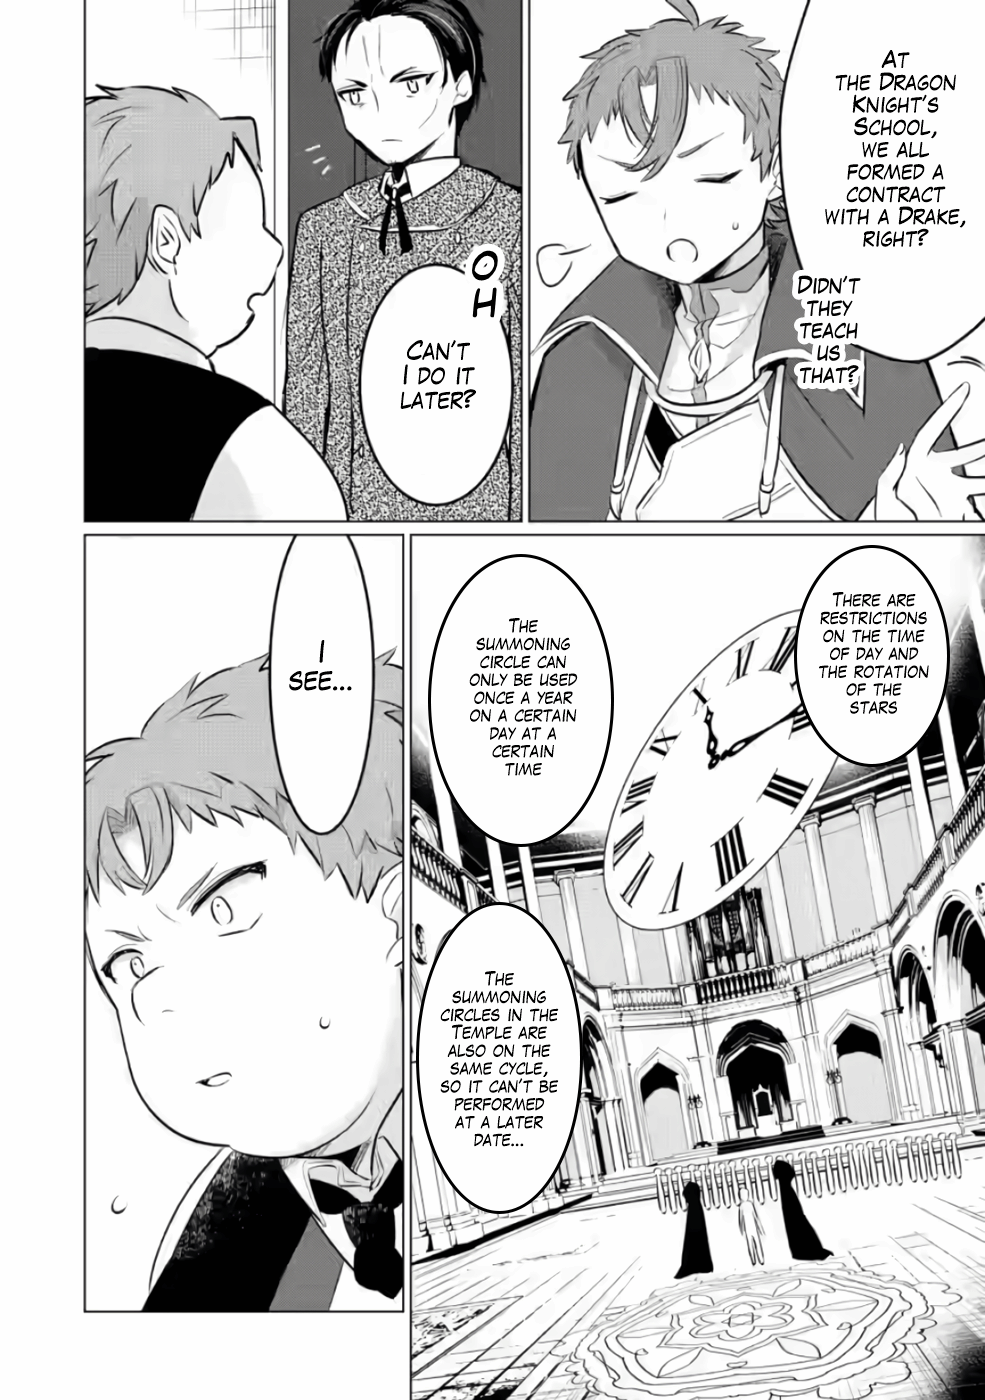 AT
THE DRAGON
KNIGHT'S
SCHOOL,
WE ALL
FORMED A
CONTRACT
WITH A DRAKE,
RIGHT?
DIDN'T
THEY
TEACH
US
THAT?
OH
CAN'T
I DO IT
LATER?
THERE ARE
RESTRICTIONS
ON THE TIME
OF DAY AND
THE ROTATION
OF THE
STARS
THE
SUMMONING
CIRCLE CAN
ONLY BE USED
ONCE A YEAR
ON A CERTAIN
DAY AT A
CERTAIN
TIME
THE
SUMMONING
CIRCLES IN THE
TEMPLE ARE
ALSO ON THE
SAME CYCLE,
SO IT CAN'T BE
PERFORMED
AT A LATER
DATE...
I
SEE...